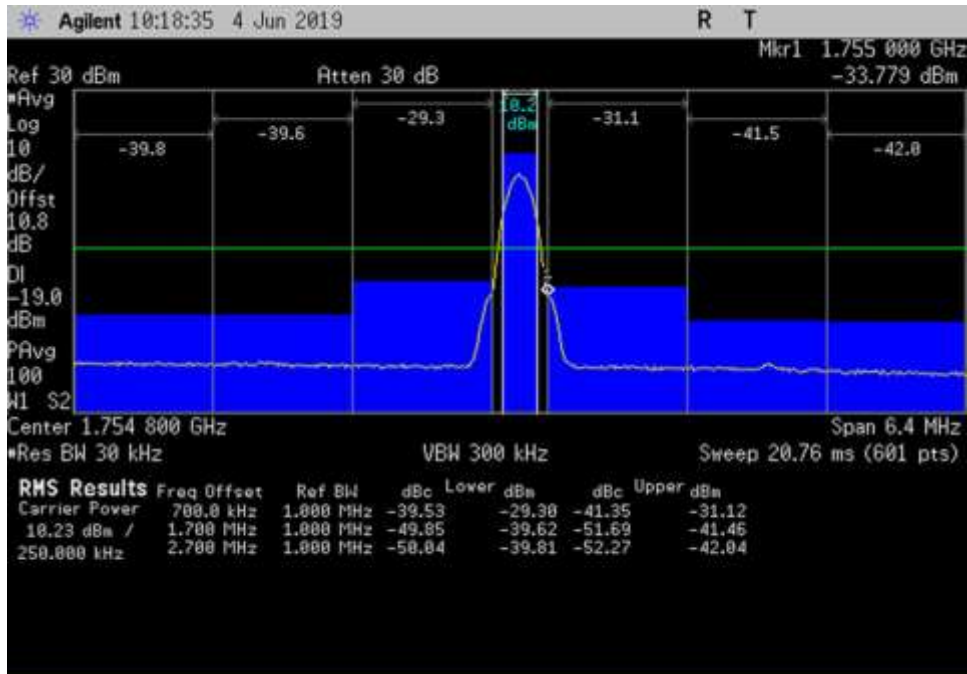 Agilent 10:18:35 4 Jun 2019 R T
Mkr1 1.755 000 GHz
Ref 30 dBm Atten 30 dB -33.779 dBm
*Avg
Log
10
dB/
Offst
10.8
dB
DI
-19.0
dBm
PAvg
100
W1 S2
-39.8 -39.6 -29.3 10.2 dBm -31.1 -41.5 -42.0
Center 1.754 800 GHz Span 6.4 MHz
*Res BW 30 kHz VBW 300 kHz Sweep 20.76 ms (601 pts)
RMS Results Freq Offset Ref BW dBc Lower dBm dBc Upper dBm
Carrier Power 700.0 kHz 1.000 MHz -39.53 -29.30 -41.35 -31.12
10.23 dBm / 1.700 MHz 1.000 MHz -49.85 -39.62 -51.69 -41.46
250.000 kHz 2.700 MHz 1.000 MHz -50.04 -39.81 -52.27 -42.04